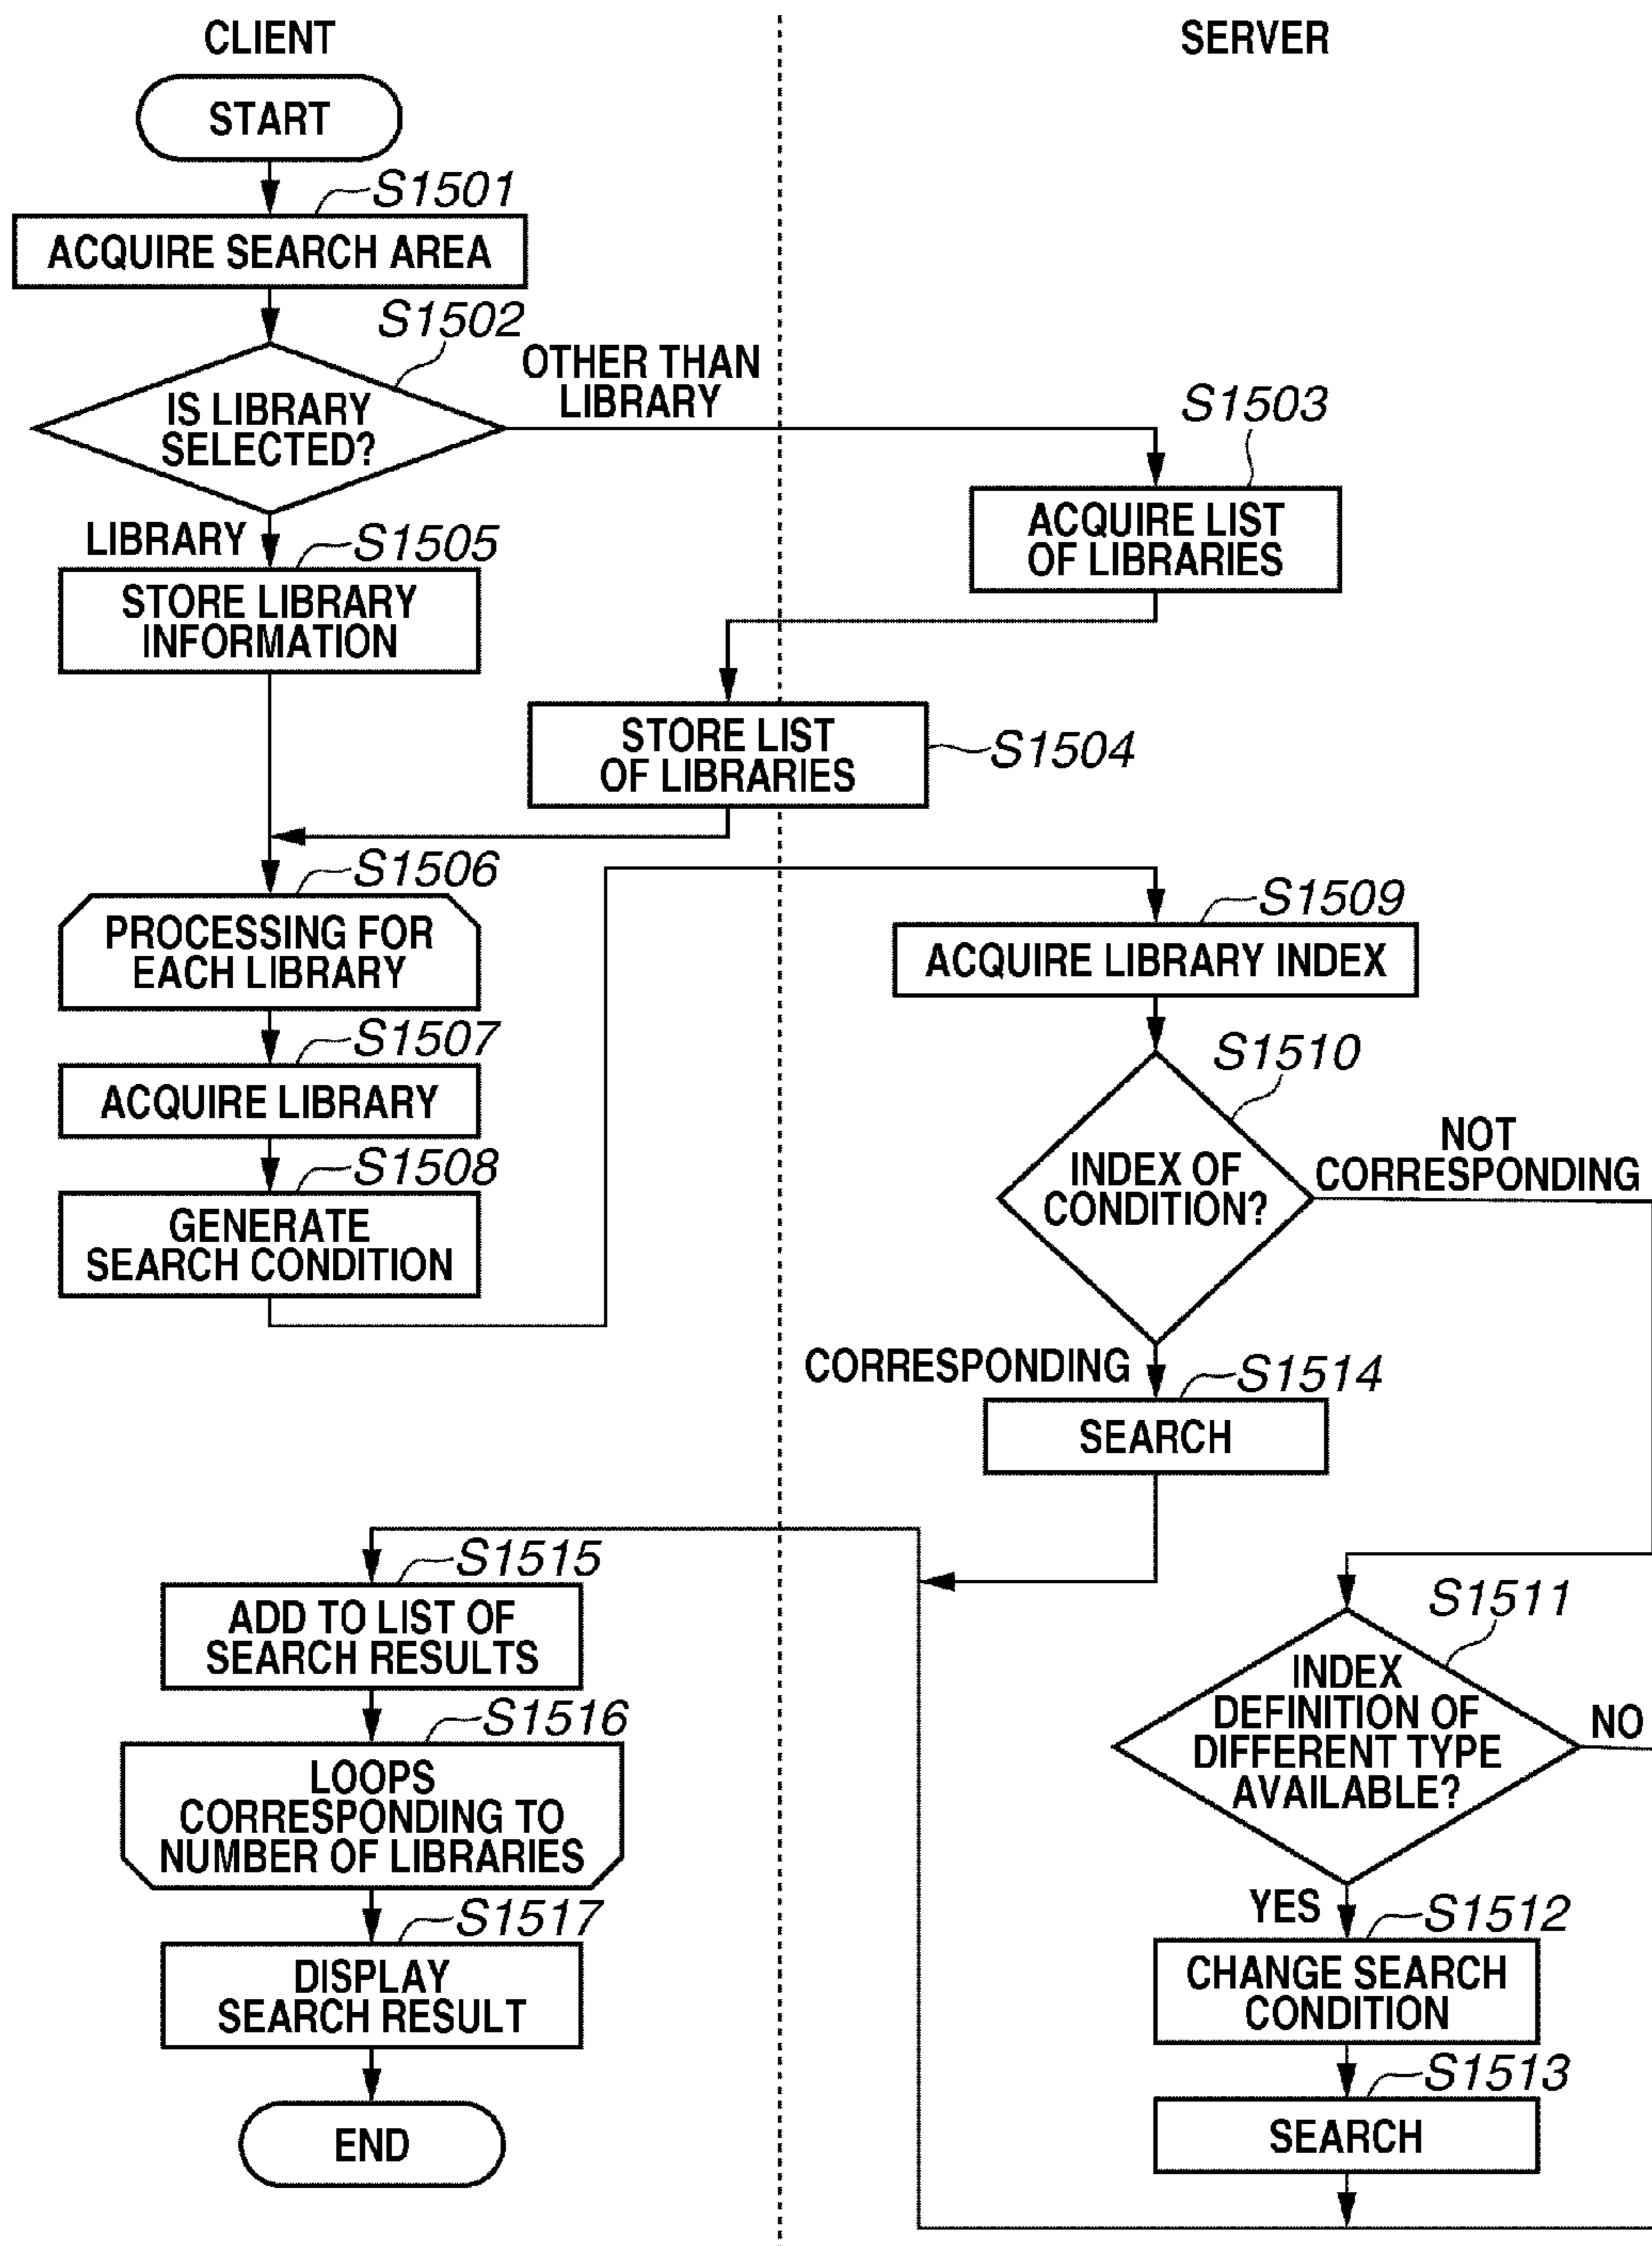 CLIENT
SERVER
START
S1501
ACQUIRE SEARCH AREA
S1502
IS LIBRARY
SELECTED?
OTHER THAN
LIBRARY
S1503
ACQUIRE LIST
OF LIBRARIES
LIBRARY
S1505
STORE LIBRARY
INFORMATION
STORE LIST
OF LIBRARIES
S1504
S1506
PROCESSING FOR
EACH LIBRARY
S1507
ACQUIRE LIBRARY
S1508
GENERATE
SEARCH CONDITION
S1509
ACQUIRE LIBRARY INDEX
S1510
INDEX OF
CONDITION?
NOT
CORRESPONDING
CORRESPONDING
S1514
SEARCH
S1511
INDEX
DEFINITION OF
DIFFERENT TYPE
AVAILABLE?
NO
YES
S1512
CHANGE SEARCH
CONDITION
S1513
SEARCH
S1515
ADD TO LIST OF
SEARCH RESULTS
S1516
LOOPS
CORRESPONDING TO
NUMBER OF LIBRARIES
S1517
DISPLAY
SEARCH RESULT
END